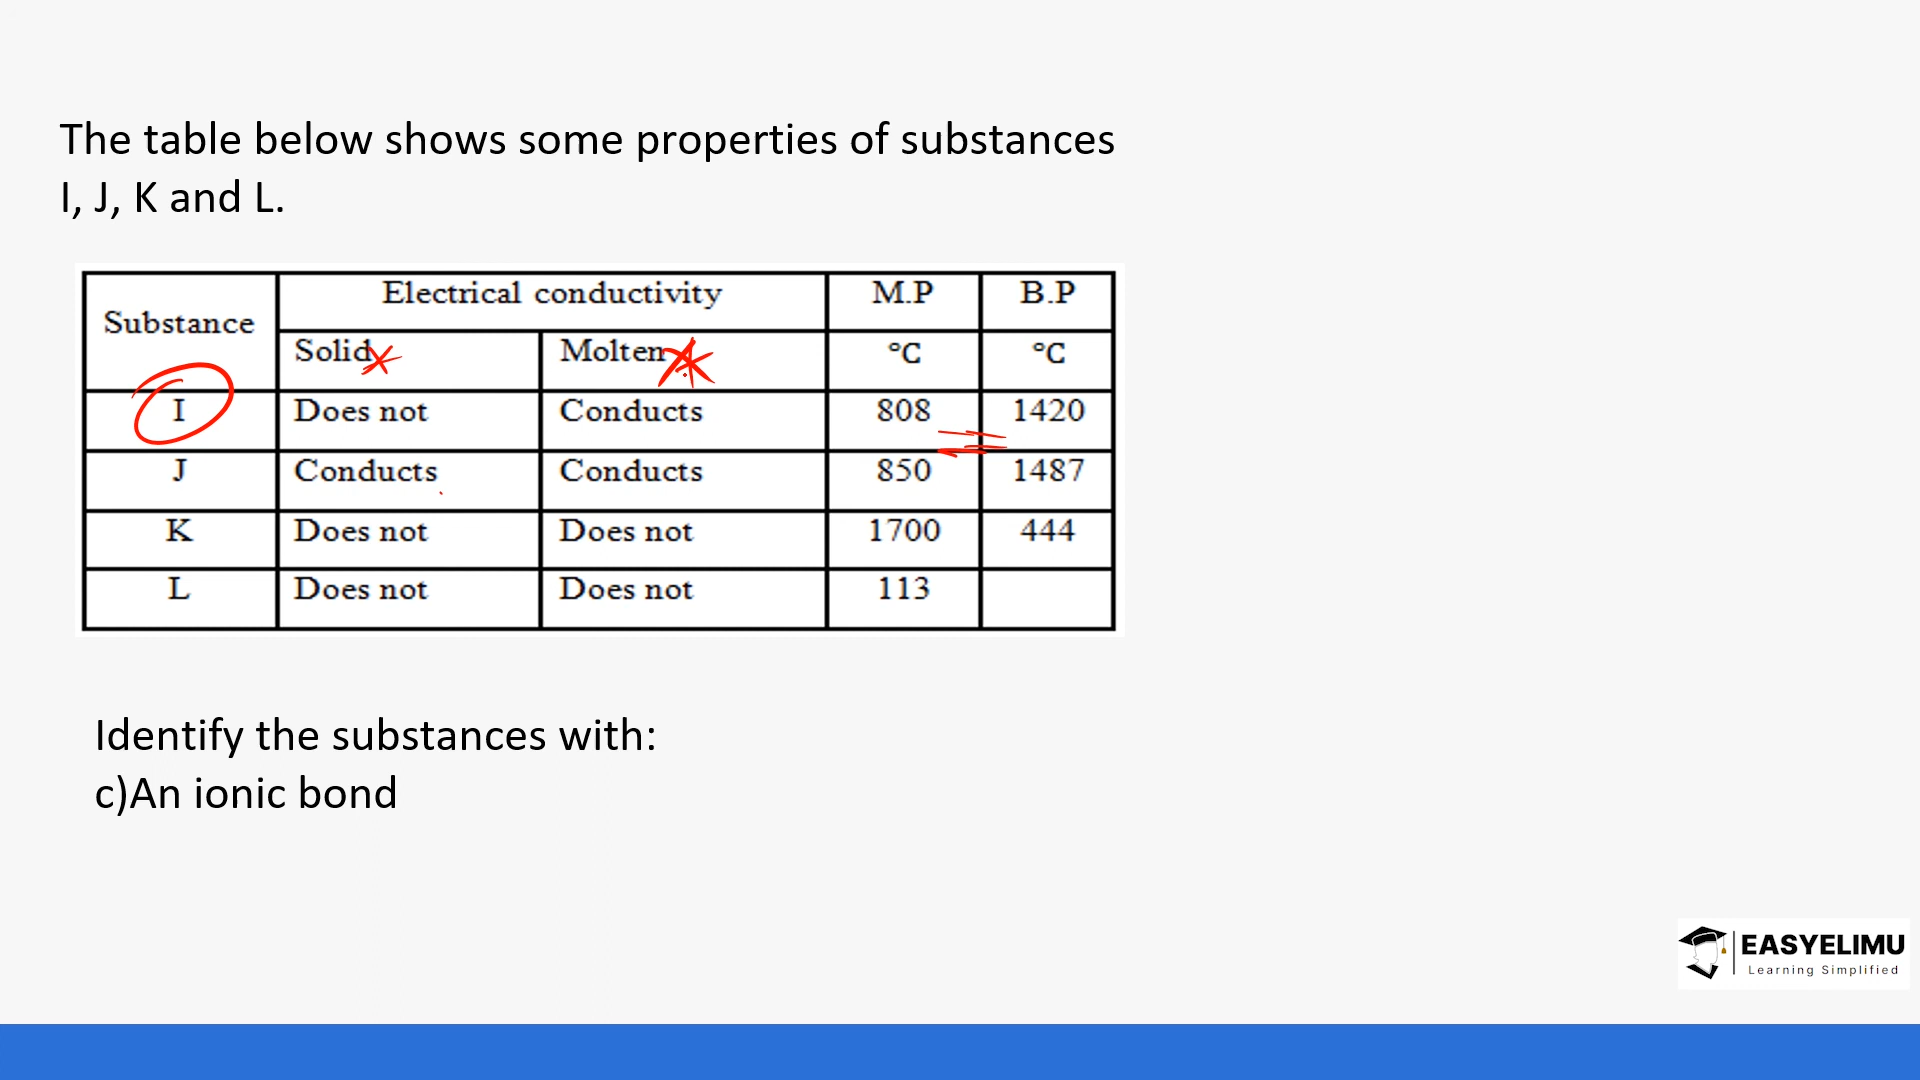 The table below shows some properties of substances
I, J, K and L.
Substance Electrical conductivity M.P B.P
Solid Molten °C °C
I Does not Conducts 808 1420
J Conducts Conducts 850 1487
K Does not Does not 1700 444
L Does not Does not 113
Identify the substances with:
c)An ionic bond
EASYELIMU
Learning Simplified